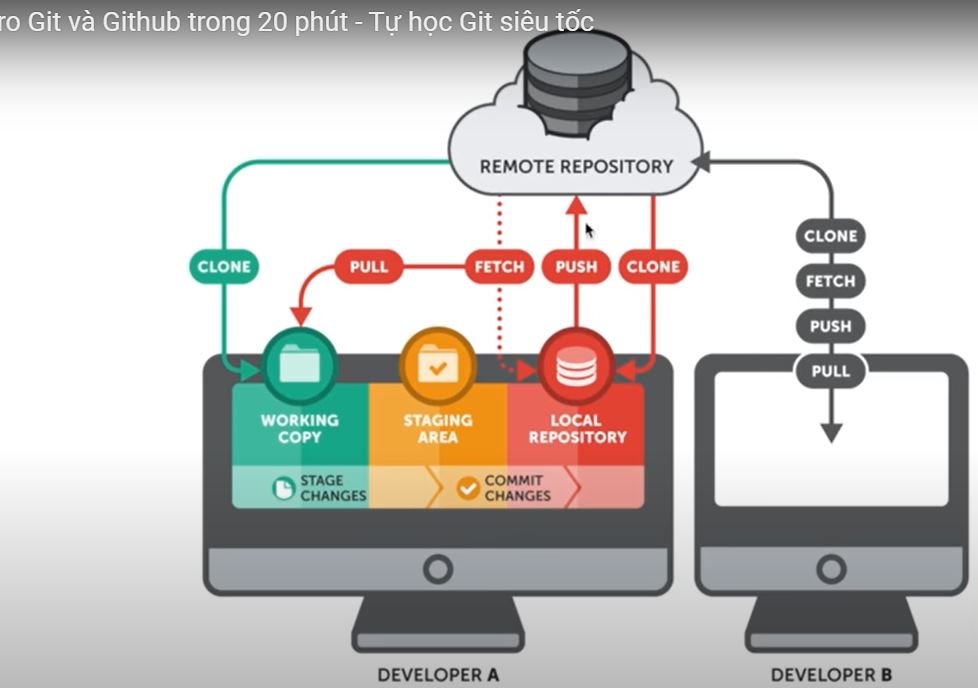 ro Git và Github trong 20 phút - Tự học Git siêu tốc
REMOTE REPOSITORY
CLONE
PULL
FETCH
PUSH
CLONE
CLONE
FETCH
PUSH
PULL
WORKING
COPY
STAGING
AREA
LOCAL
REPOSITORY
STAGE
CHANGES
COMMIT
CHANGES
DEVELOPER A
DEVELOPER B